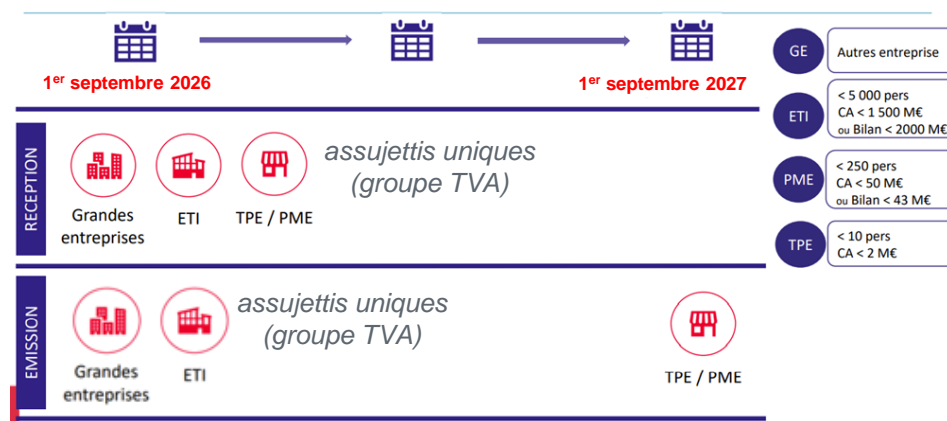 1er septembre 2026
1er septembre 2027
RECEPTION
Grandes
entreprises
ETI
TPE / PME
assujettis uniques
(groupe TVA)
EMISSION
Grandes
entreprises
ETI
assujettis uniques
(groupe TVA)
TPE / PME
GE
Autres entreprise
ETI
< 5 000 pers
CA < 1 500 M€
ou Bilan < 2000 M€
PME
< 250 pers
CA < 50 M€
ou Bilan < 43 M€
TPE
< 10 pers
CA < 2 M€